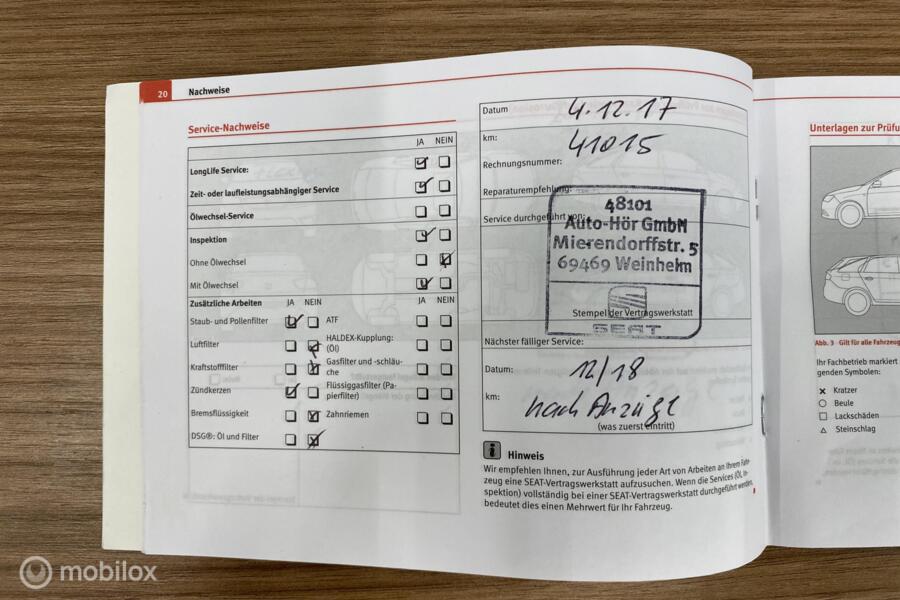 20 Nachweise
Service-Nachweise
JA NEIN
LongLife Service:
Zeit- oder laufleistungsabhängiger Service
Ölwechsel-Service
Inspektion
Ohne Ölwechsel
Mit Ölwechsel
Zusätzliche Arbeiten JA NEIN JA NEIN
Staub- und Pollenfilter ATF
Luftfilter HALDEX-Kupplung: (Öl)
Kraftstofffilter Gasfilter und -schläu-
che
Zündkerzen Flüssiggasfilter (Pa-
pierfilter)
Bremsflüssigkeit Zahnriemen
DSG®: Öl und Filter
Datum 4.12.17
km: 41015
Rechnungsnummer:
Reparaturempfehlung:
Service durchgeführt von:
48101
Auto-Hör GmbH
Mierendorffstr. 5
69469 Weinheim
Stempel der Vertragswerkstatt
SEAT
Nächster fälliger Service:
Datum: 12/18
km: nach Anzeige
(was zuerst eintritt)
i Hinweis
Wir empfehlen Ihnen, zur Ausführung jeder Art von Arbeiten an Ihrem Fahr-
zeug eine SEAT-Vertragswerkstatt aufzusuchen. Wenn die Services (Öl, In-
spektion) vollständig bei einer SEAT-Vertragswerkstatt durchgeführt werden,
bedeutet dies einen Mehrwert für Ihr Fahrzeug.
Unterlagen zur Prüfu
Abb. 3 Gilt für alle Fahrzeug
Ihr Fachbetrieb markiert
genden Symbolen:
Kratzer
Beule
Lackschäden
Steinschlag
mobilox